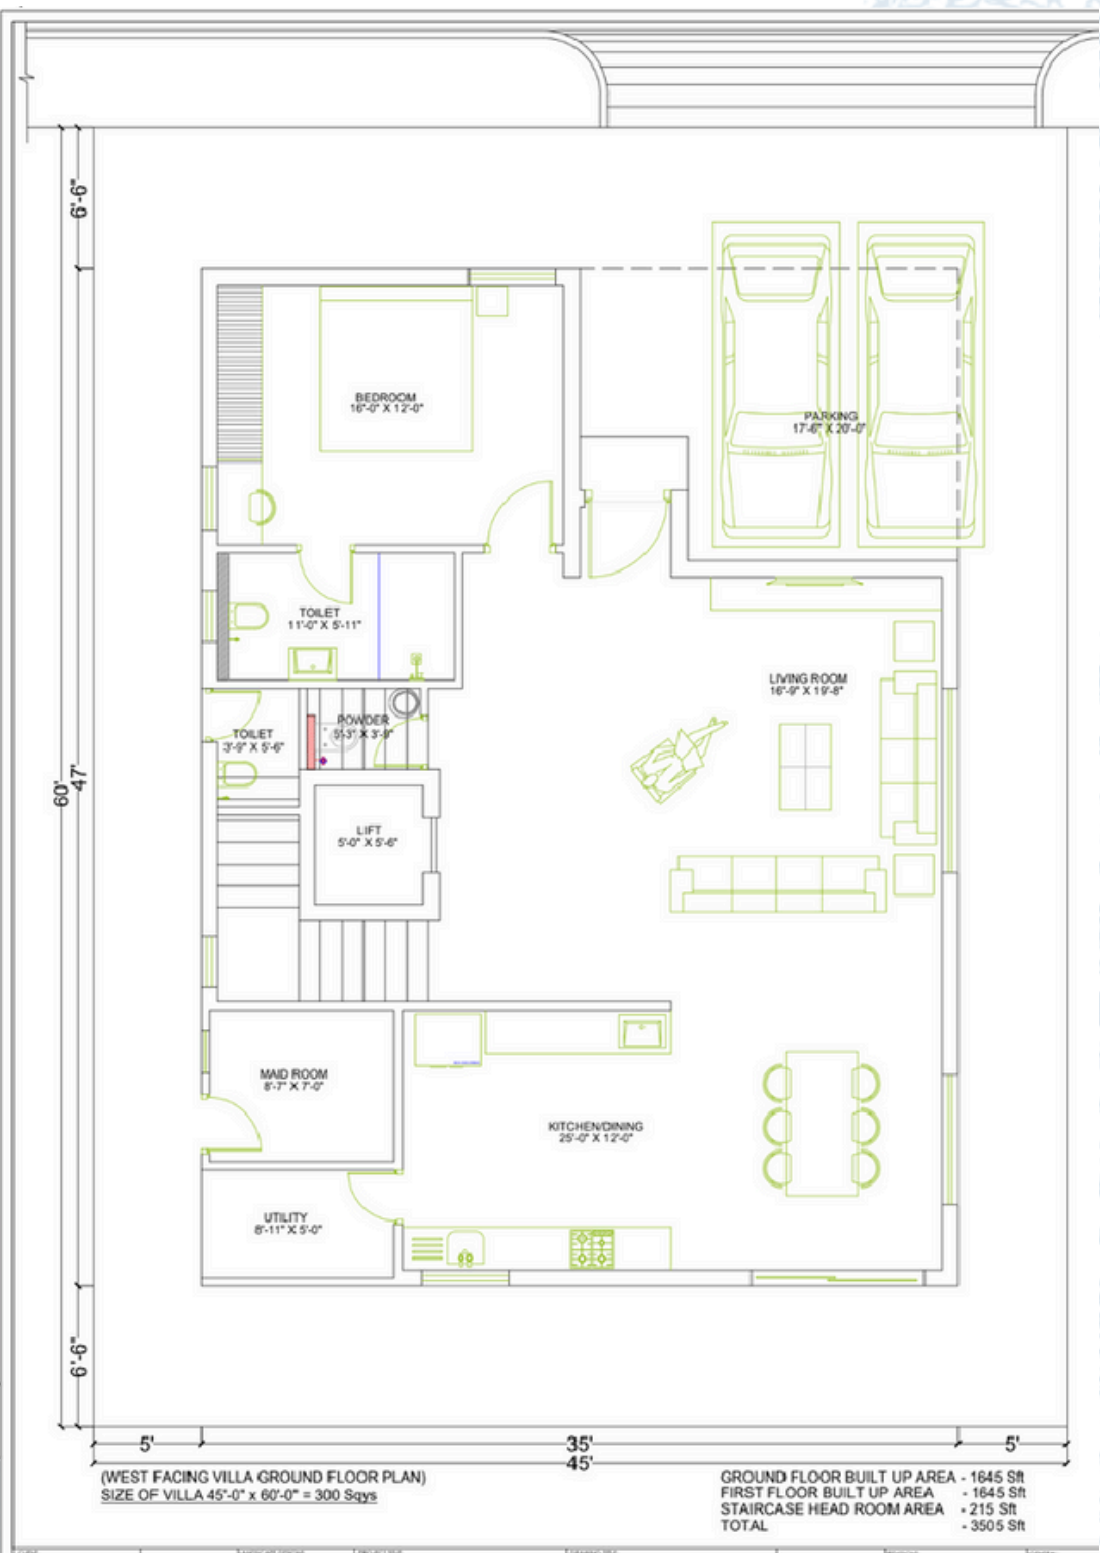 6'-6"
BEDROOM
16'-0" X 12'-0"
PARKING
17'-6" X 20'-0"
TOILET
11'-0" X 5'-11"
LIVING ROOM
16'-9" X 19'-8"
TOILET
3'-9" X 5'-6"
POWDER
5'-3" X 3'-9"
60'
47'
LIFT
5'-0" X 5'-6"
MAID ROOM
8'-7" X 7'-0"
KITCHEN/DINING
25'-0" X 12'-0"
UTILITY
8'-11" X 5'-0"
6'-6"
5'
35'
5'
45'
(WEST FACING VILLA GROUND FLOOR PLAN)
SIZE OF VILLA 45'-0" x 60'-0" = 300 Sqys
GROUND FLOOR BUILT UP AREA - 1645 Sft
FIRST FLOOR BUILT UP AREA - 1645 Sft
STAIRCASE HEAD ROOM AREA - 215 Sft
TOTAL - 3505 Sft